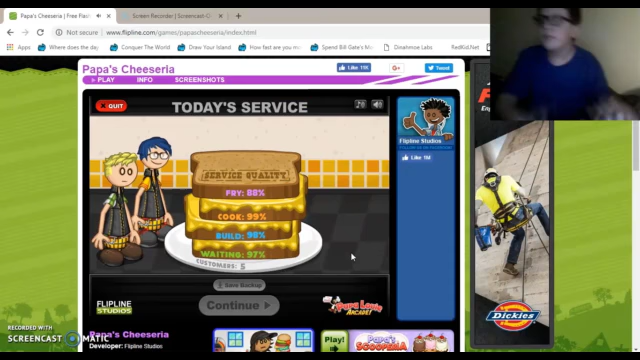 Papa's Cheeseria | Free Flas
Screen Recorder | Screencast-O
Not secure | www.flipline.com/games/papascheeseria/index.html
Apps
Where does the day
Conquer The World
Draw Your Island
How fast are you m
Spend Bill Gate's Mo
Dinahmoe Labs
RedKid.Net
Papa's Cheeseria
Like 11K
G+
Tweet
PLAY INFO SCREENSHOTS
QUIT
TODAY'S SERVICE
Flipline Studios
Like 1M
SERVICE QUALITY
FRY: 88%
COOK: 99%
BUILD: 98%
WAITING: 97%
CUSTOMERS: 5
Save Backup
Continue
FLIPLINE
STUDIOS
Papa Louie
ARCADE!
Dickies
RECORDED WITH
SCREENCAST MATIC
Papa's Cheeseria
Developer: Flipline Studios
Play!
PAPA'S
SCOOPERIA